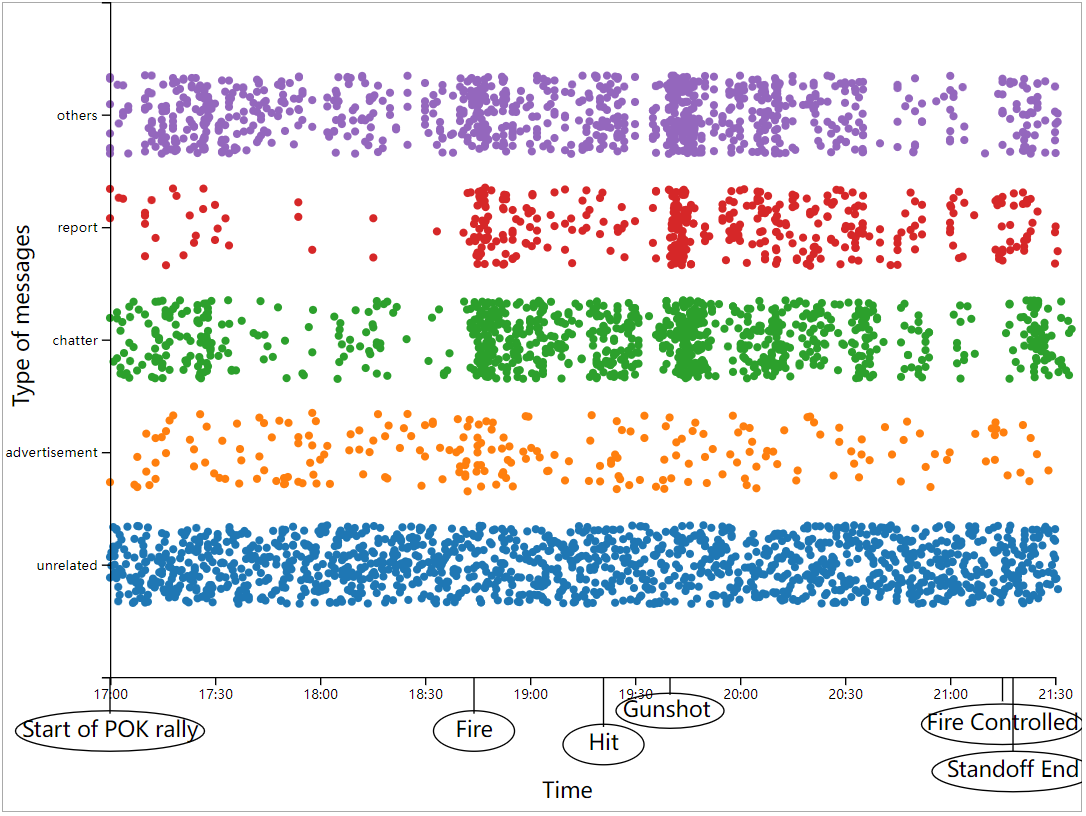 Type of messages
others
report
chatter
advertisement
unrelated
17:00 17:30 18:00 18:30 19:00 19:30 20:00 20:30 21:00 21:30
Start of POK rally
Fire
Hit
Gunshot
Fire Controlled
Standoff End
Time